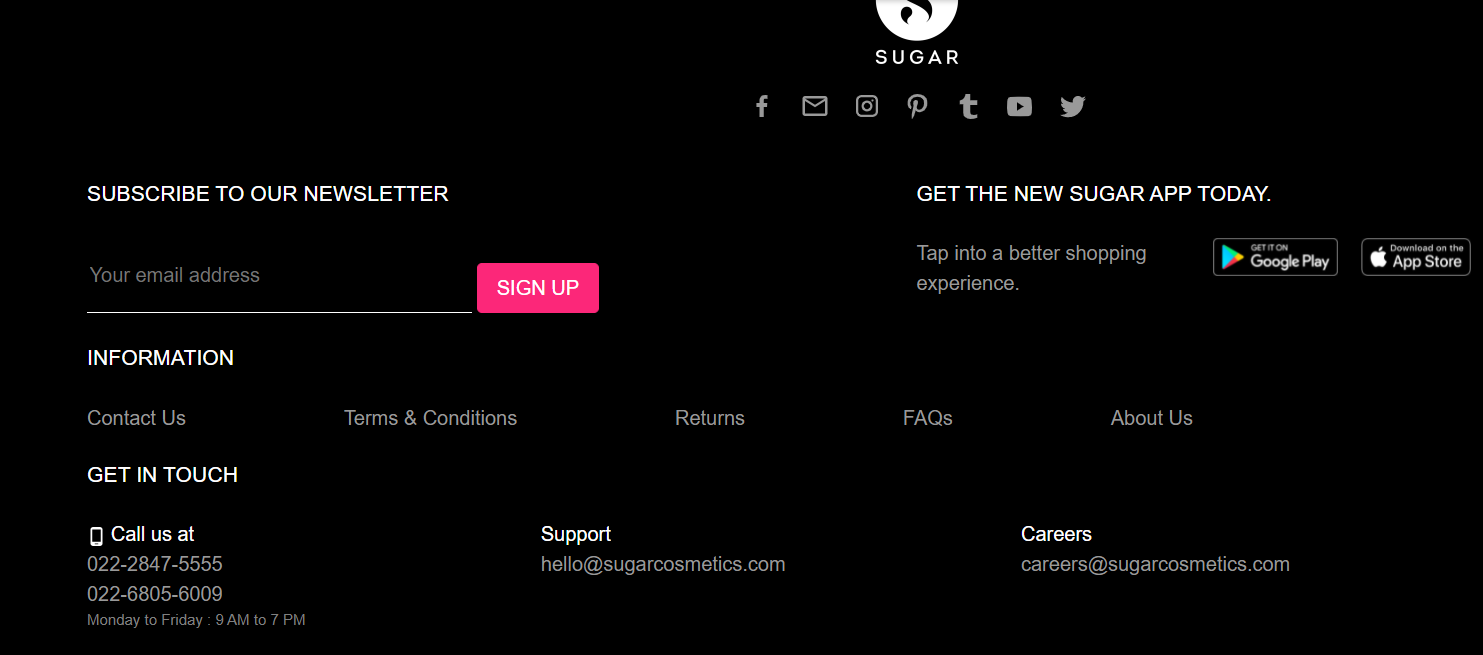 SUGAR
SUBSCRIBE TO OUR NEWSLETTER
Your email address
SIGN UP
GET THE NEW SUGAR APP TODAY.
Tap into a better shopping
experience.
GET IT ON
Google Play
Download on the
App Store
INFORMATION
Contact Us
Terms & Conditions
Returns
FAQs
About Us
GET IN TOUCH
Call us at
022-2847-5555
022-6805-6009
Monday to Friday : 9 AM to 7 PM
Support
hello@sugarcosmetics.com
Careers
careers@sugarcosmetics.com